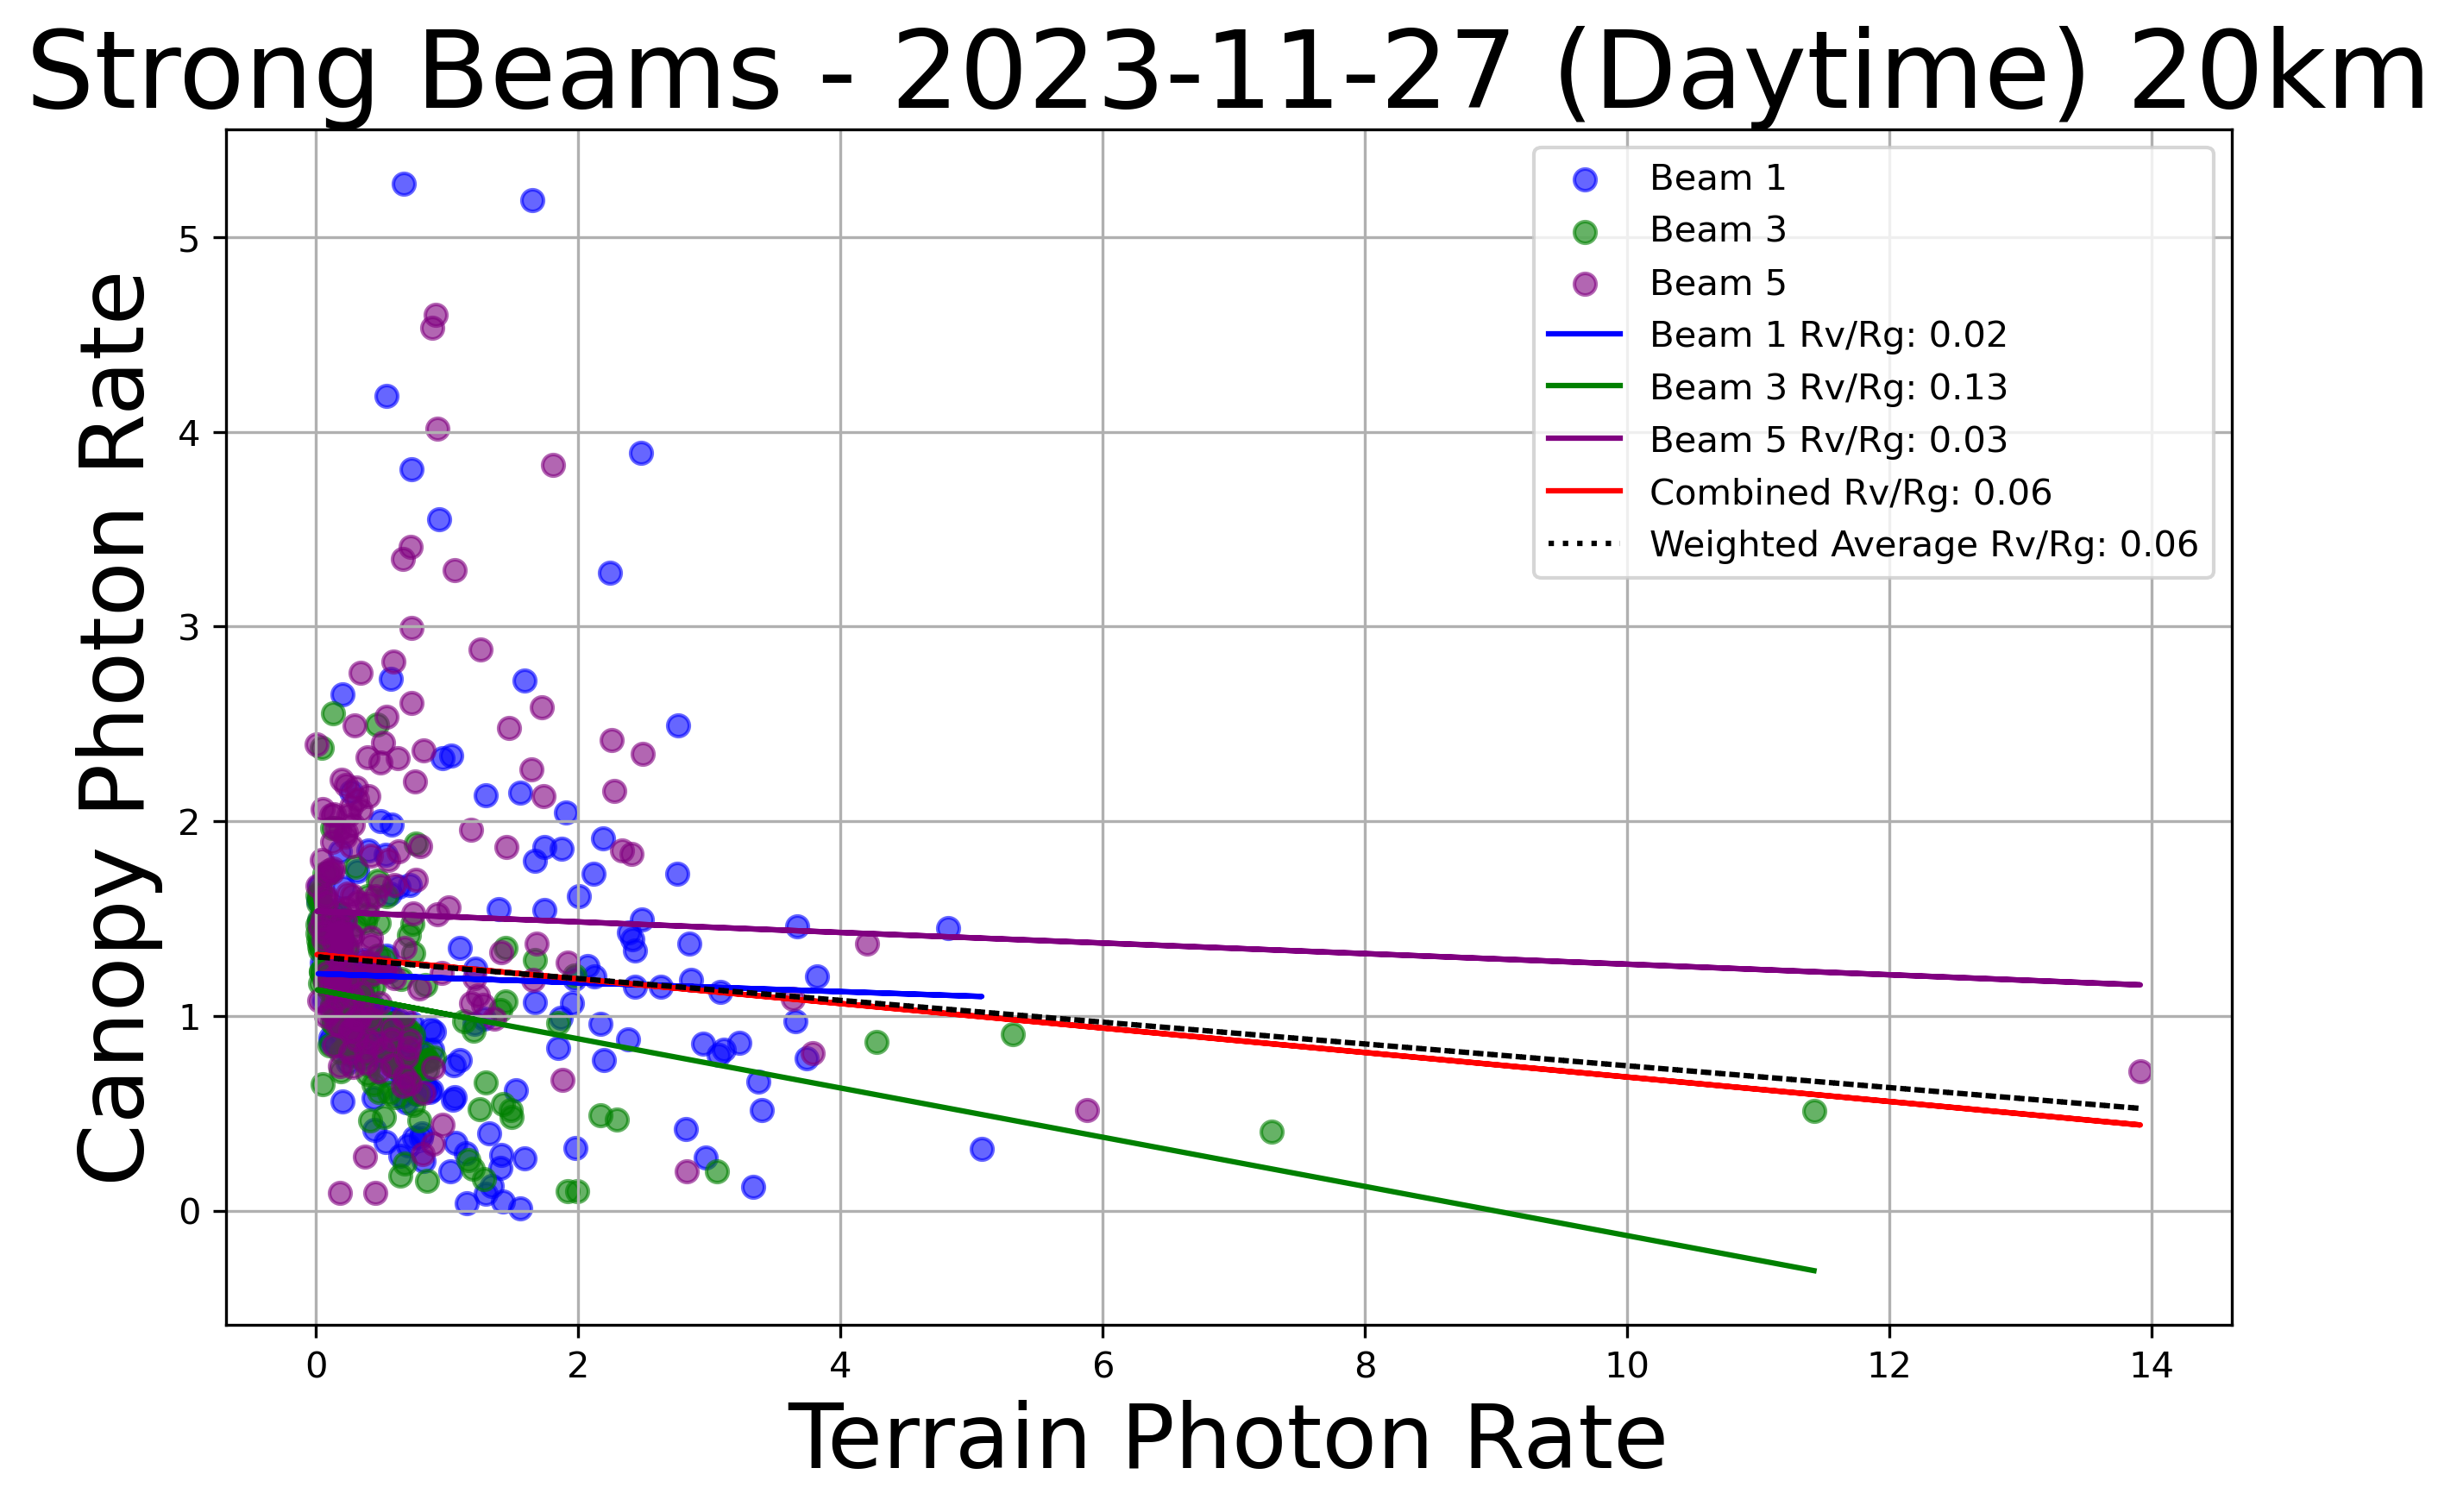 Strong Beams - 2023-11-27 (Daytime) 20km
Canopy Photon Rate
5
4
3
2
1
0
Beam 1
Beam 3
Beam 5
Beam 1 Rv/Rg: 0.02
Beam 3 Rv/Rg: 0.13
Beam 5 Rv/Rg: 0.03
Combined Rv/Rg: 0.06
Weighted Average Rv/Rg: 0.06
0 2 4 6 8 10 12 14
Terrain Photon Rate